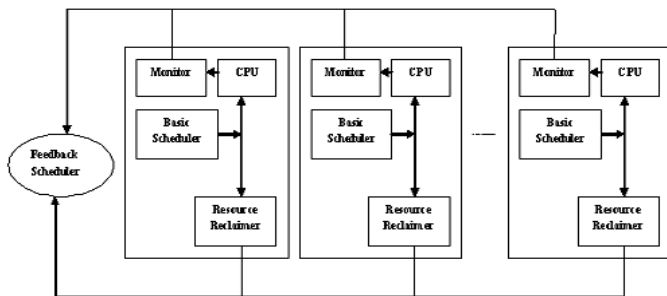 Monitor
CPU
Monitor
CPU
Monitor
CPU
Basic
Scheduler
Basic
Scheduler
Basic
Scheduler
Feedback
Scheduler
Resource
Reclaimer
Resource
Reclaimer
Resource
Reclaimer